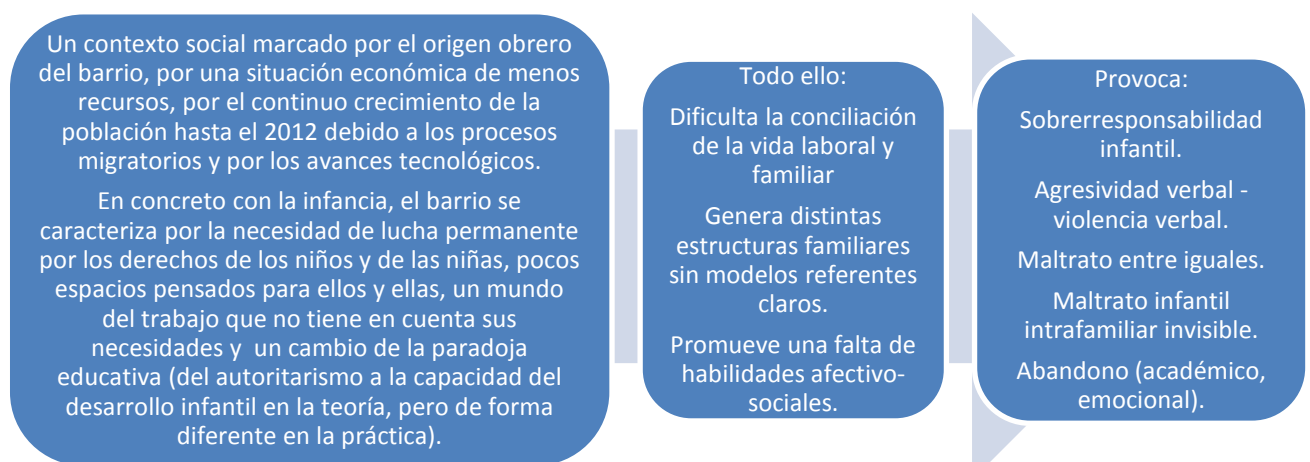 Un contexto social marcado por el origen obrero
del barrio, por una situación económica de menos
recursos, por el continuo crecimiento de la
población hasta el 2012 debido a los procesos
migratorios y por los avances tecnológicos.
En concreto con la infancia, el barrio se
caracteriza por la necesidad de lucha permanente
por los derechos de los niños y de las niñas, pocos
espacios pensados para ellos y ellas, un mundo
del trabajo que no tiene en cuenta sus
necesidades y un cambio de la paradoja
educativa (del autoritarismo a la capacidad del
desarrollo infantil en la teoría, pero de forma
diferente en la práctica).
Todo ello:
Dificulta la conciliación
de la vida laboral y
familiar
Genera distintas
estructuras familiares
sin modelos referentes
claros.
Promueve una falta de
habilidades afectivo-
sociales.
Provoca:
Sobrerresponsabilidad
infantil.
Agresividad verbal -
violencia verbal.
Maltrato entre iguales.
Maltrato infantil
intrafamiliar invisible.
Abandono (académico,
emocional).